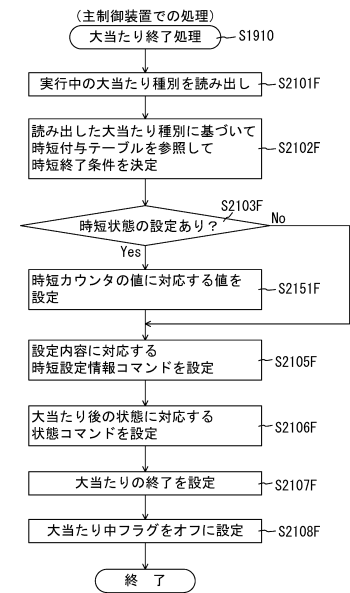 (主制御装置での処理)
大当たり終了処理
S1910
実行中の大当たり種別を読み出し
S2101F
読み出した大当たり種別に基づいて
時短付与テーブルを参照して
時短終了条件を決定
S2102F
時短状態の設定あり？
S2103F
No
Yes
時短カウンタの値に対応する値を
設定
S2151F
設定内容に対応する
時短設定情報コマンドを設定
S2105F
大当たり後の状態に対応する
状態コマンドを設定
S2106F
大当たりの終了を設定
S2107F
大当たり中フラグをオフに設定
S2108F
終 了